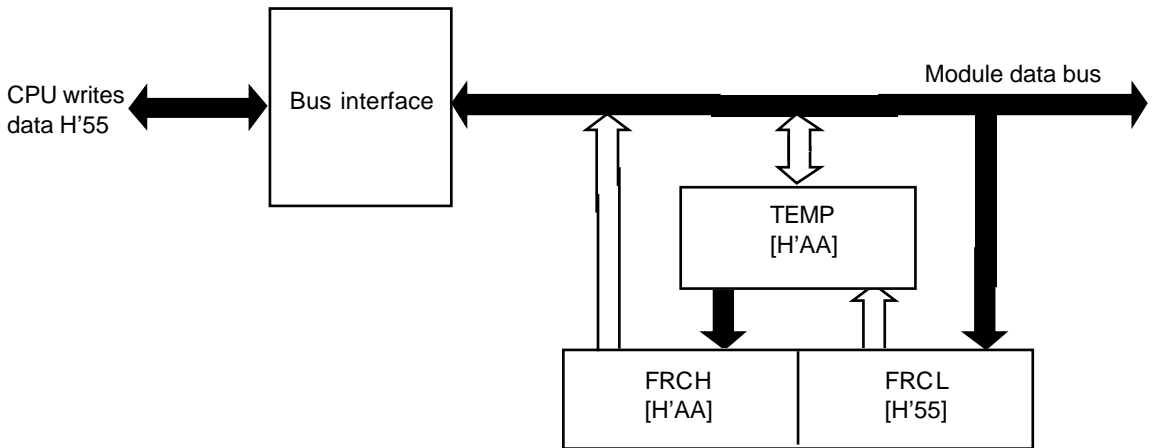 CPU writes
data H'55
Bus interface
Module data bus
TEMP
[H'AA]
FRCH
[H'AA]
FRCL
[H'55]